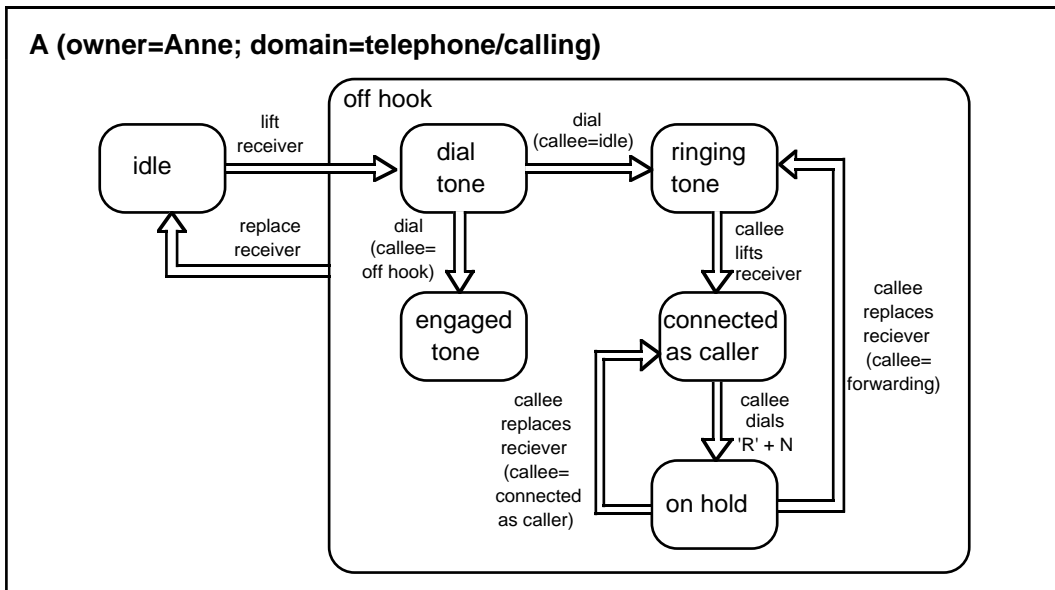 A (owner=Anne; domain=telephone/calling)
off hook
lift
receiver
idle
dial
tone
dial
(callee=idle)
ringing
tone
replace
receiver
dial
(callee=
off hook)
callee
lifts
receiver
engaged
tone
connected
as caller
callee
replaces
reciever
(callee=
forwarding)
callee
replaces
reciever
(callee=
connected
as caller)
callee
dials
'R' + N
on hold